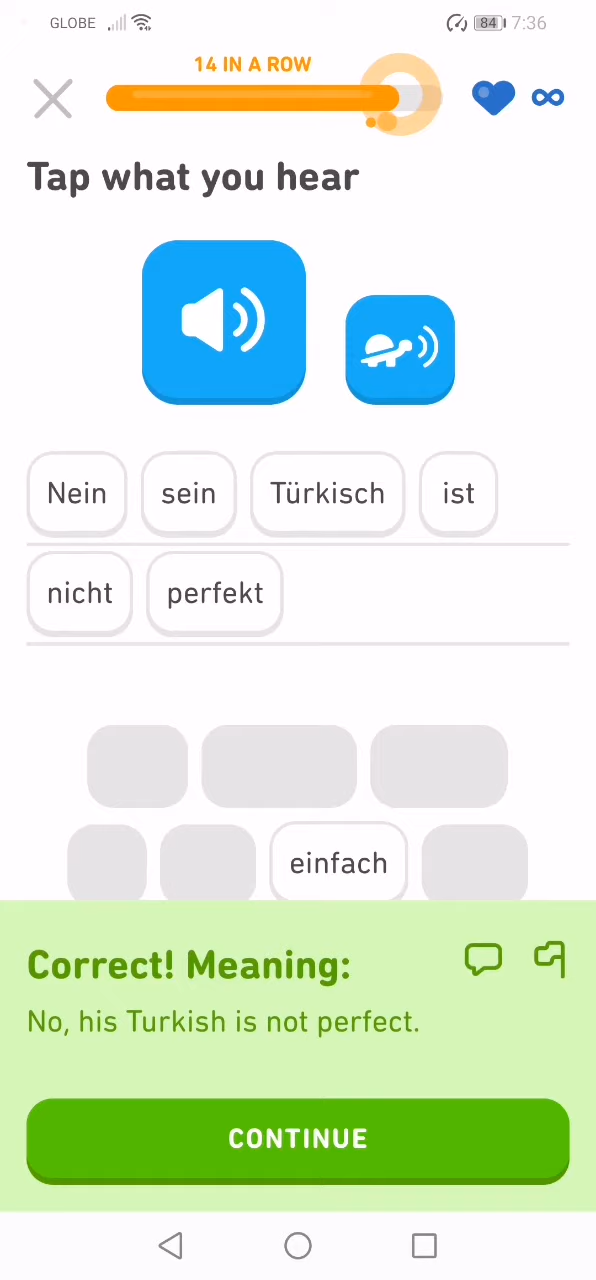 GLOBE 84 7:36
14 IN A ROW
Tap what you hear
Nein sein Türkisch ist
nicht perfekt
einfach
Correct! Meaning:
No, his Turkish is not perfect.
CONTINUE